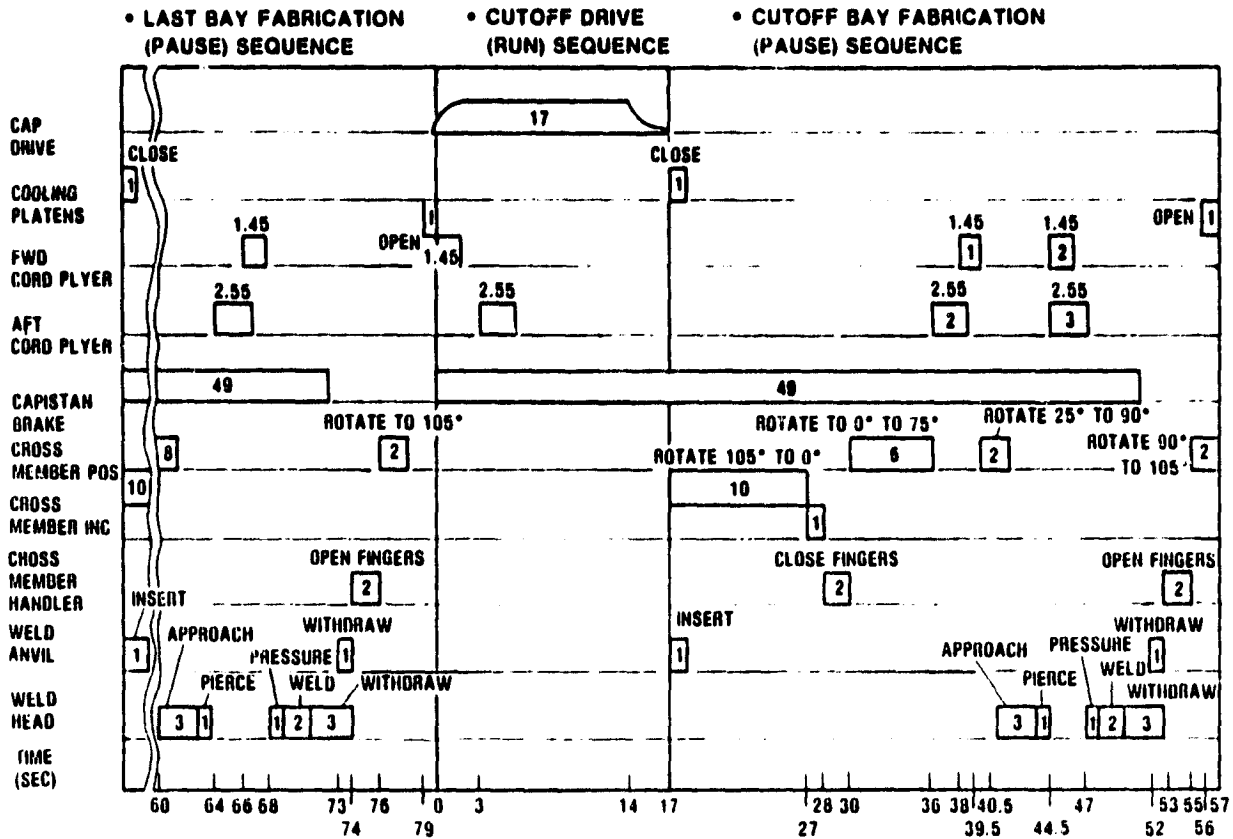 • LAST BAY FABRICATION
(PAUSE) SEQUENCE
• CUTOFF DRIVE
(RUN) SEQUENCE
• CUTOFF BAY FABRICATION
(PAUSE) SEQUENCE
CAP
DRIVE
17
CLOSE
CLOSE
COOLING
PLATENS
1
1
1
OPEN
OPEN 1
FWD
CORD PLYER
1.45
1.45
1.45
1
1.45
2
AFT
CORD PLYER
2.55
2.55
2.55
2
2.55
3
CAPISTAN
BRAKE
49
49
CROSS
MEMBER POS
8
ROTATE TO 105°
2
ROTATE TO 0° TO 75°
6
ROTATE 25° TO 90°
2
ROTATE 90°
TO 105°
2
CROSS
MEMBER INC
10
ROTATE 105° TO 0°
10
1
CROSS
MEMBER
HANDLER
OPEN FINGERS
2
CLOSE FINGERS
2
OPEN FINGERS
2
WELD
ANVIL
INSERT
1
WITHDRAW
1
INSERT
1
WITHDRAW
1
WELD
HEAD
APPROACH
PIERCE
PRESSURE
WELD
WITHDRAW
3 1 1 2 3
APPROACH
PIERCE
PRESSURE
WELD
WITHDRAW
3 1 1 2 3
TIME
(SEC)
60 64 66 68 73 76 0 3 14 17 28 30 36 38 40.5 44.5 47 53 55 57
74 79 27 39.5 52 56